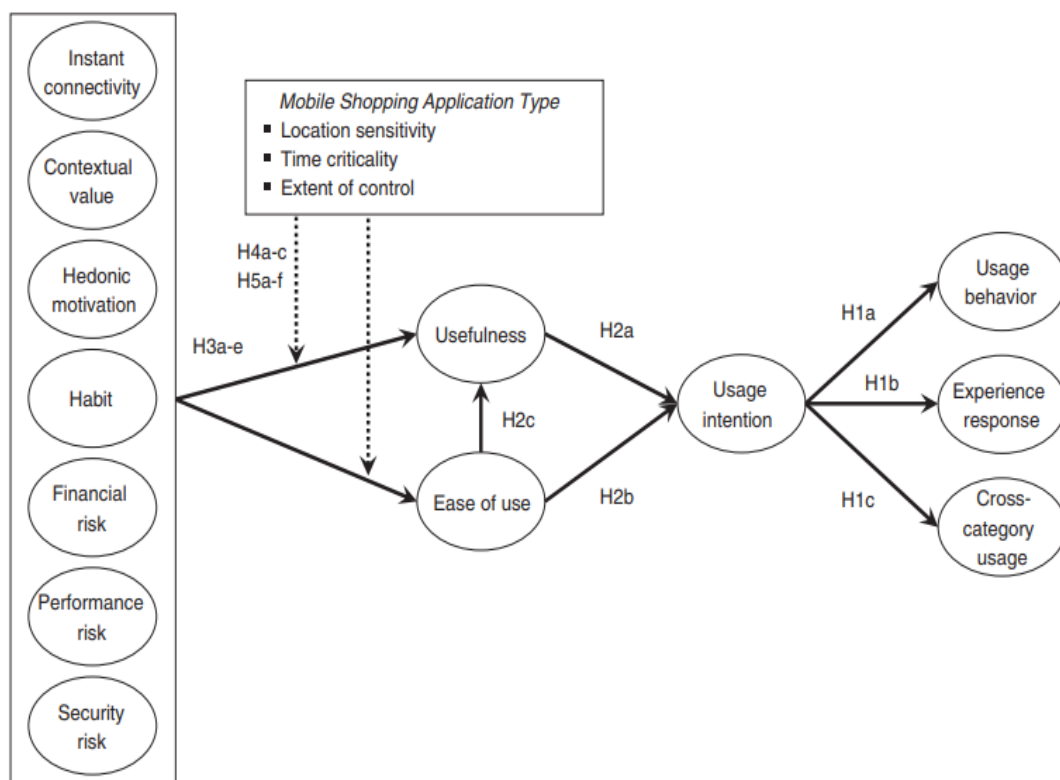 Instant
connectivity
Contextual
value
Hedonic
motivation
Habit
Financial
risk
Performance
risk
Security
risk
Mobile Shopping Application Type
▪ Location sensitivity
▪ Time criticality
▪ Extent of control
H4a-c
H5a-f
H3a-e
Usefulness
H2c
Ease of use
H2a
H2b
Usage
intention
H1a
H1b
H1c
Usage
behavior
Experience
response
Cross-
category
usage